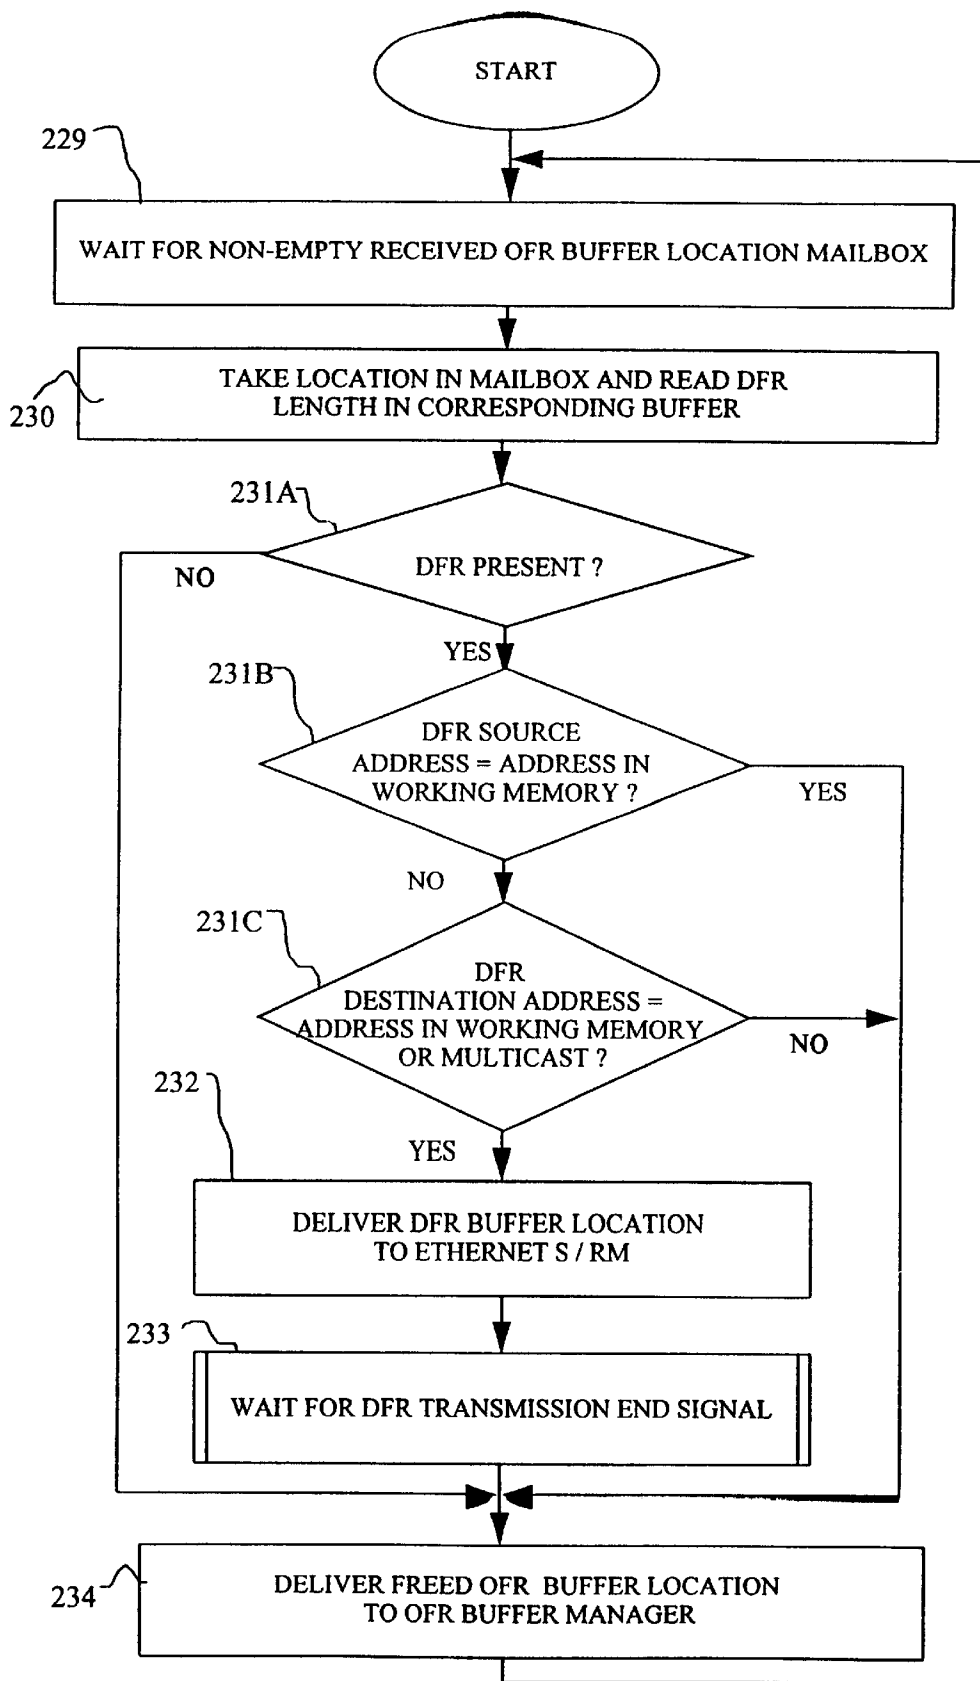 START
229
WAIT FOR NON-EMPTY RECEIVED OFR BUFFER LOCATION MAILBOX
TAKE LOCATION IN MAILBOX AND READ DFR
LENGTH IN CORRESPONDING BUFFER
230
231A
DFR PRESENT ?
NO
YES
231B
DFR SOURCE
ADDRESS = ADDRESS IN
WORKING MEMORY ?
YES
NO
231C
DFR
DESTINATION ADDRESS =
ADDRESS IN WORKING MEMORY
OR MULTICAST ?
NO
232
YES
DELIVER DFR BUFFER LOCATION
TO ETHERNET S / RM
233
WAIT FOR DFR TRANSMISSION END SIGNAL
234
DELIVER FREED OFR BUFFER LOCATION
TO OFR BUFFER MANAGER